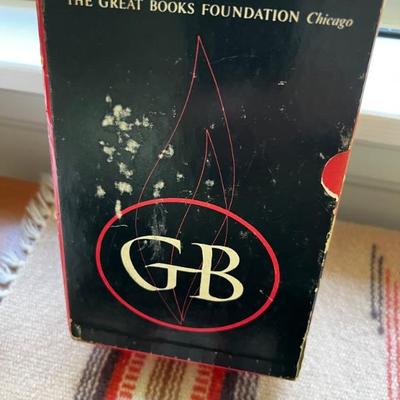 THE GREAT BOOKS FOUNDATION Chicago
GB